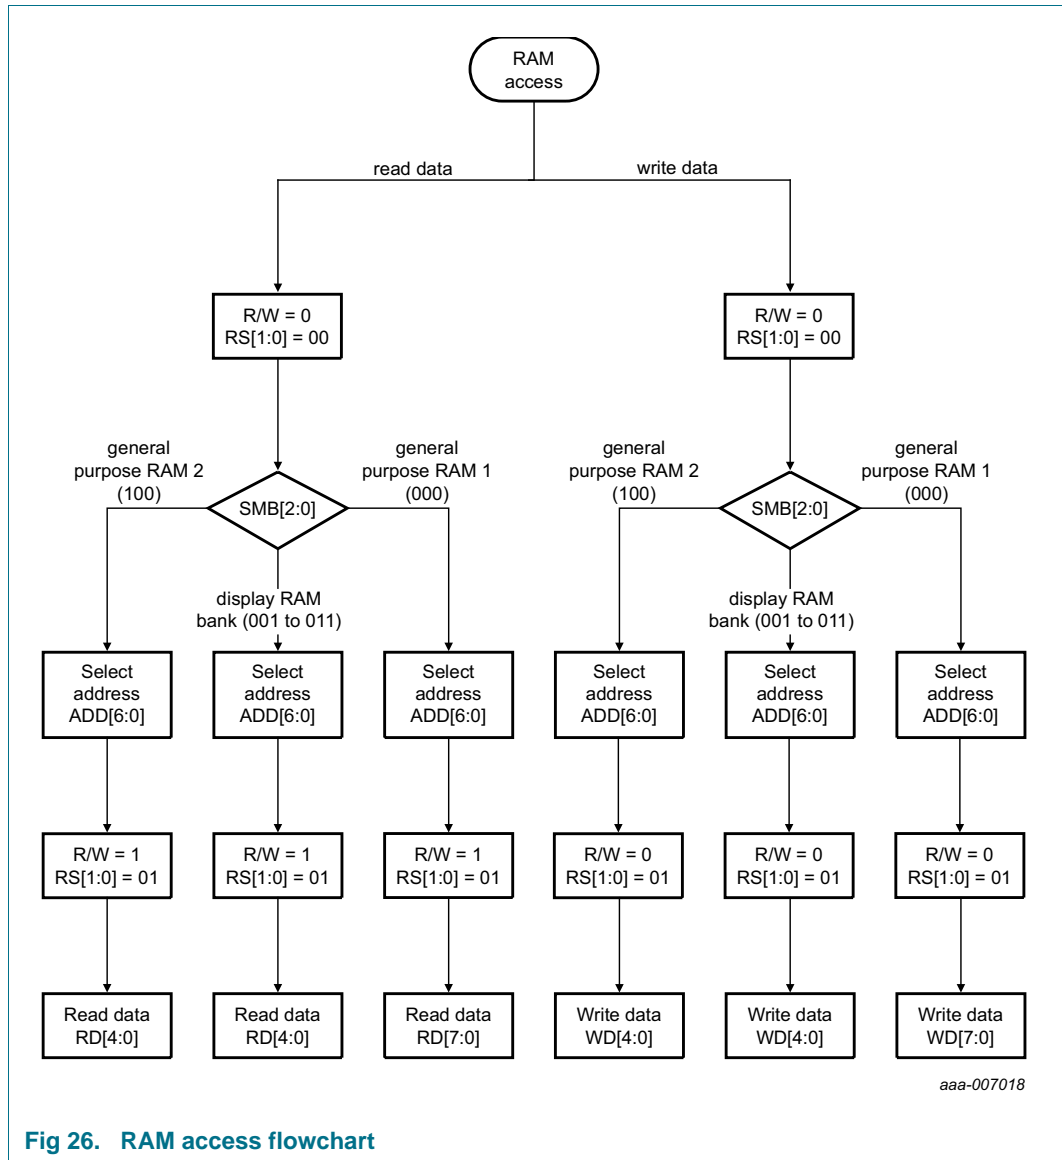 RAM
access
read data
write data
R/W = 0
RS[1:0] = 00
R/W = 0
RS[1:0] = 00
general
purpose RAM 2
(100)
SMB[2:0]
general
purpose RAM 1
(000)
general
purpose RAM 2
(100)
SMB[2:0]
general
purpose RAM 1
(000)
display RAM
bank (001 to 011)
display RAM
bank (001 to 011)
Select
address
ADD[6:0]
Select
address
ADD[6:0]
Select
address
ADD[6:0]
Select
address
ADD[6:0]
Select
address
ADD[6:0]
Select
address
ADD[6:0]
R/W = 1
RS[1:0] = 01
R/W = 1
RS[1:0] = 01
R/W = 1
RS[1:0] = 01
R/W = 0
RS[1:0] = 01
R/W = 0
RS[1:0] = 01
R/W = 0
RS[1:0] = 01
Read data
RD[4:0]
Read data
RD[4:0]
Read data
RD[7:0]
Write data
WD[4:0]
Write data
WD[4:0]
Write data
WD[7:0]
aaa-007018
Fig 26. RAM access flowchart